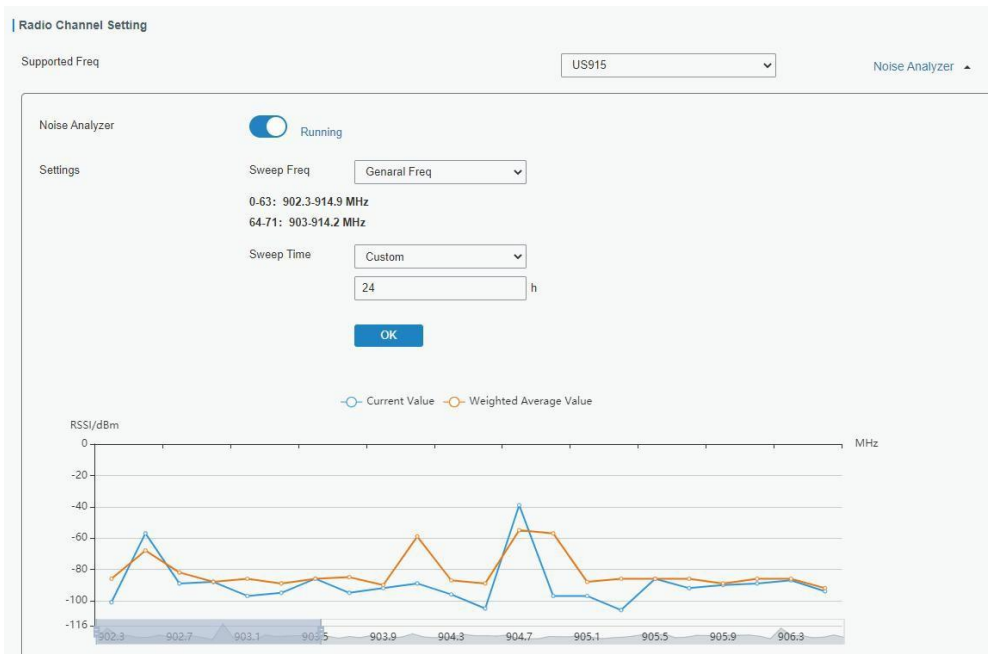 Radio Channel Setting
Supported Freq
US915
Noise Analyzer
Noise Analyzer
Running
Settings
Sweep Freq
Genaral Freq
0-63: 902.3-914.9 MHz
64-71: 903-914.2 MHz
Sweep Time
Custom
24
h
OK
Current Value
Weighted Average Value
RSSI/dBm
0
MHz
-20
-40
-60
-80
-100
-116
902.3 902.7 903.1 903.5 903.9 904.3 904.7 905.1 905.5 905.9 906.3